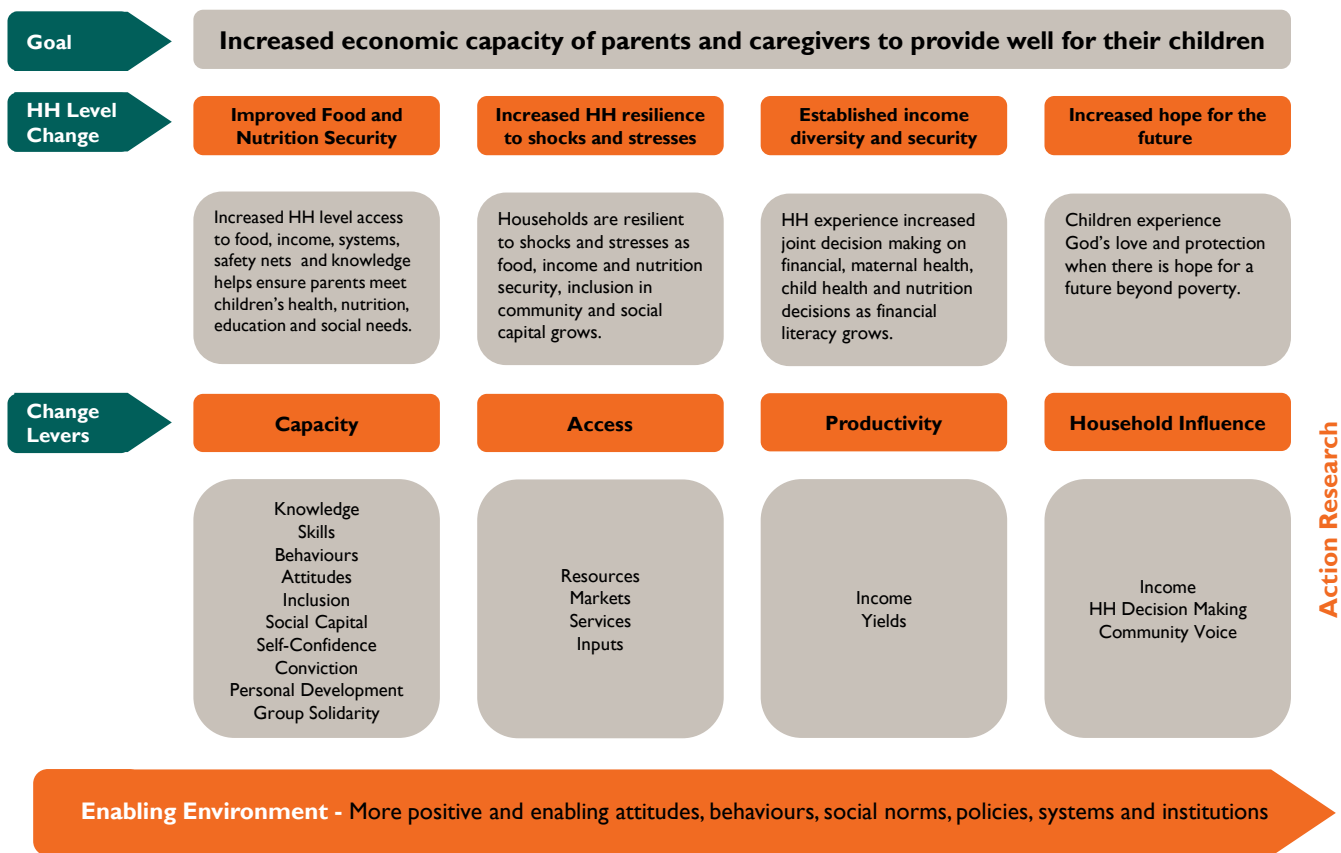 Goal
Increased economic capacity of parents and caregivers to provide well for their children
HH Level
Change
Improved Food and
Nutrition Security
Increased HH resilience
to shocks and stresses
Established income
diversity and security
Increased hope for the
future
Increased HH level access
to food, income, systems,
safety nets and knowledge
helps ensure parents meet
children's health, nutrition,
education and social needs.
Households are resilient
to shocks and stresses as
food, income and nutrition
security, inclusion in
community and social
capital grows.
HH experience increased
joint decision making on
financial, maternal health,
child health and nutrition
decisions as financial
literacy grows.
Children experience
God's love and protection
when there is hope for a
future beyond poverty.
Change
Levers
Capacity
Access
Productivity
Household Influence
Knowledge
Skills
Behaviours
Attitudes
Inclusion
Social Capital
Self-Confidence
Conviction
Personal Development
Group Solidarity
Resources
Markets
Services
Inputs
Income
Yields
Income
HH Decision Making
Community Voice
Action Research
Enabling Environment - More positive and enabling attitudes, behaviours, social norms, policies, systems and institutions